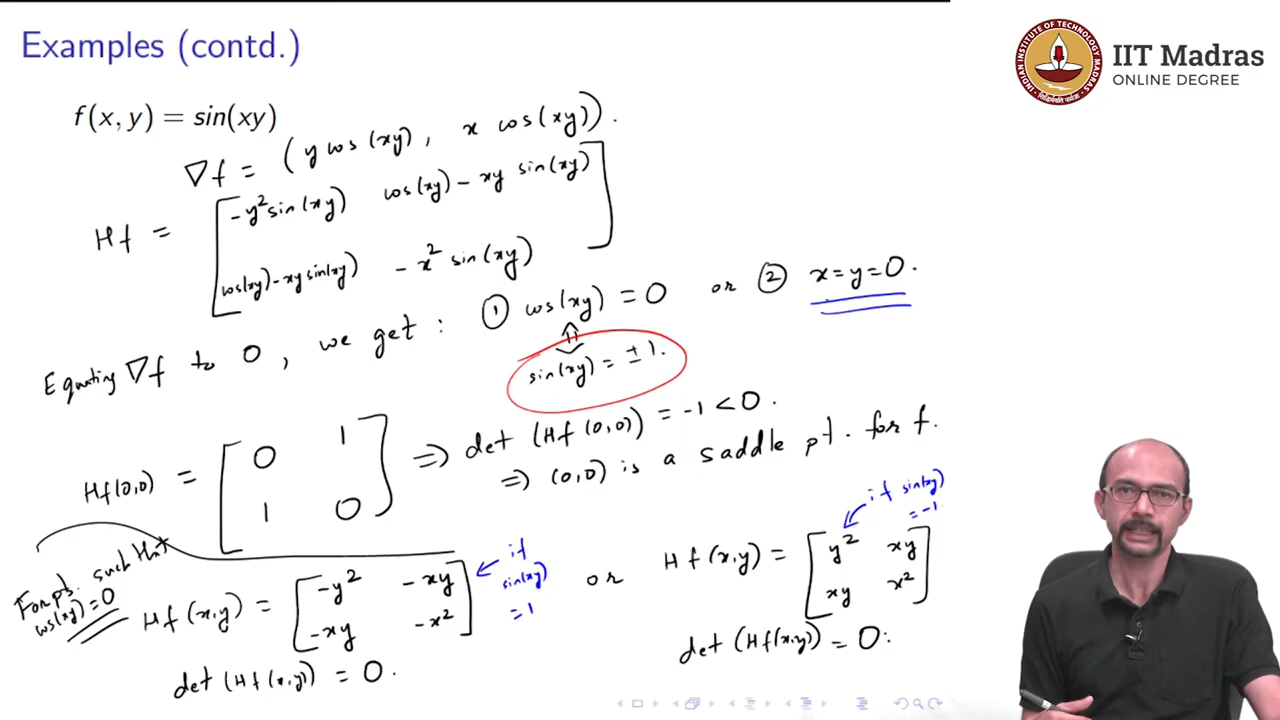 Examples (contd.)
IIT Madras
ONLINE DEGREE
INDIAN INSTITUTE OF TECHNOLOGY MADRAS
f(x, y) = sin(xy)
∇f = (y cos(xy), x cos(xy)).
Hf = [-y² sin(xy) cos(xy) - xy sin(xy)
cos(xy) - xy sin(xy) - x² sin(xy)]
Equating ∇f to 0, we get: ① cos(xy) = 0 or ② x=y=0.
⇕
sin(xy) = ±1.
Hf(0,0) = [0 1
1 0] ⇒ det (Hf(0,0)) = -1 < 0.
⇒ (0,0) is a saddle pt. for f.
For pts. such that
cos(xy)=0
Hf(x,y) = [-y² -xy
-xy -x²] ← if
sin(xy)
=1
or
Hf(x,y) = [y² xy
xy x²]
if sin(xy)
=-1
det (Hf(x,y)) = 0.
det (Hf(x,y)) = 0.